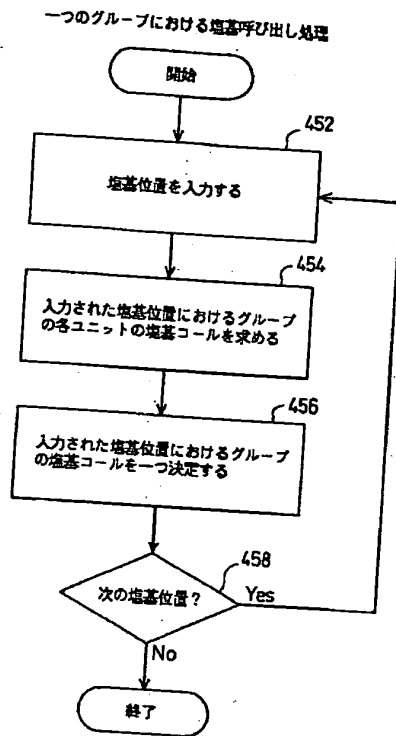 一つのグループにおける塩基呼び出し処理
開始
452
塩基位置を入力する
454
入力された塩基位置におけるグループ
の各ユニットの塩基コールを求める
456
入力された塩基位置におけるグループ
の塩基コールを一つ決定する
458
次の塩基位置?
Yes
No
終了